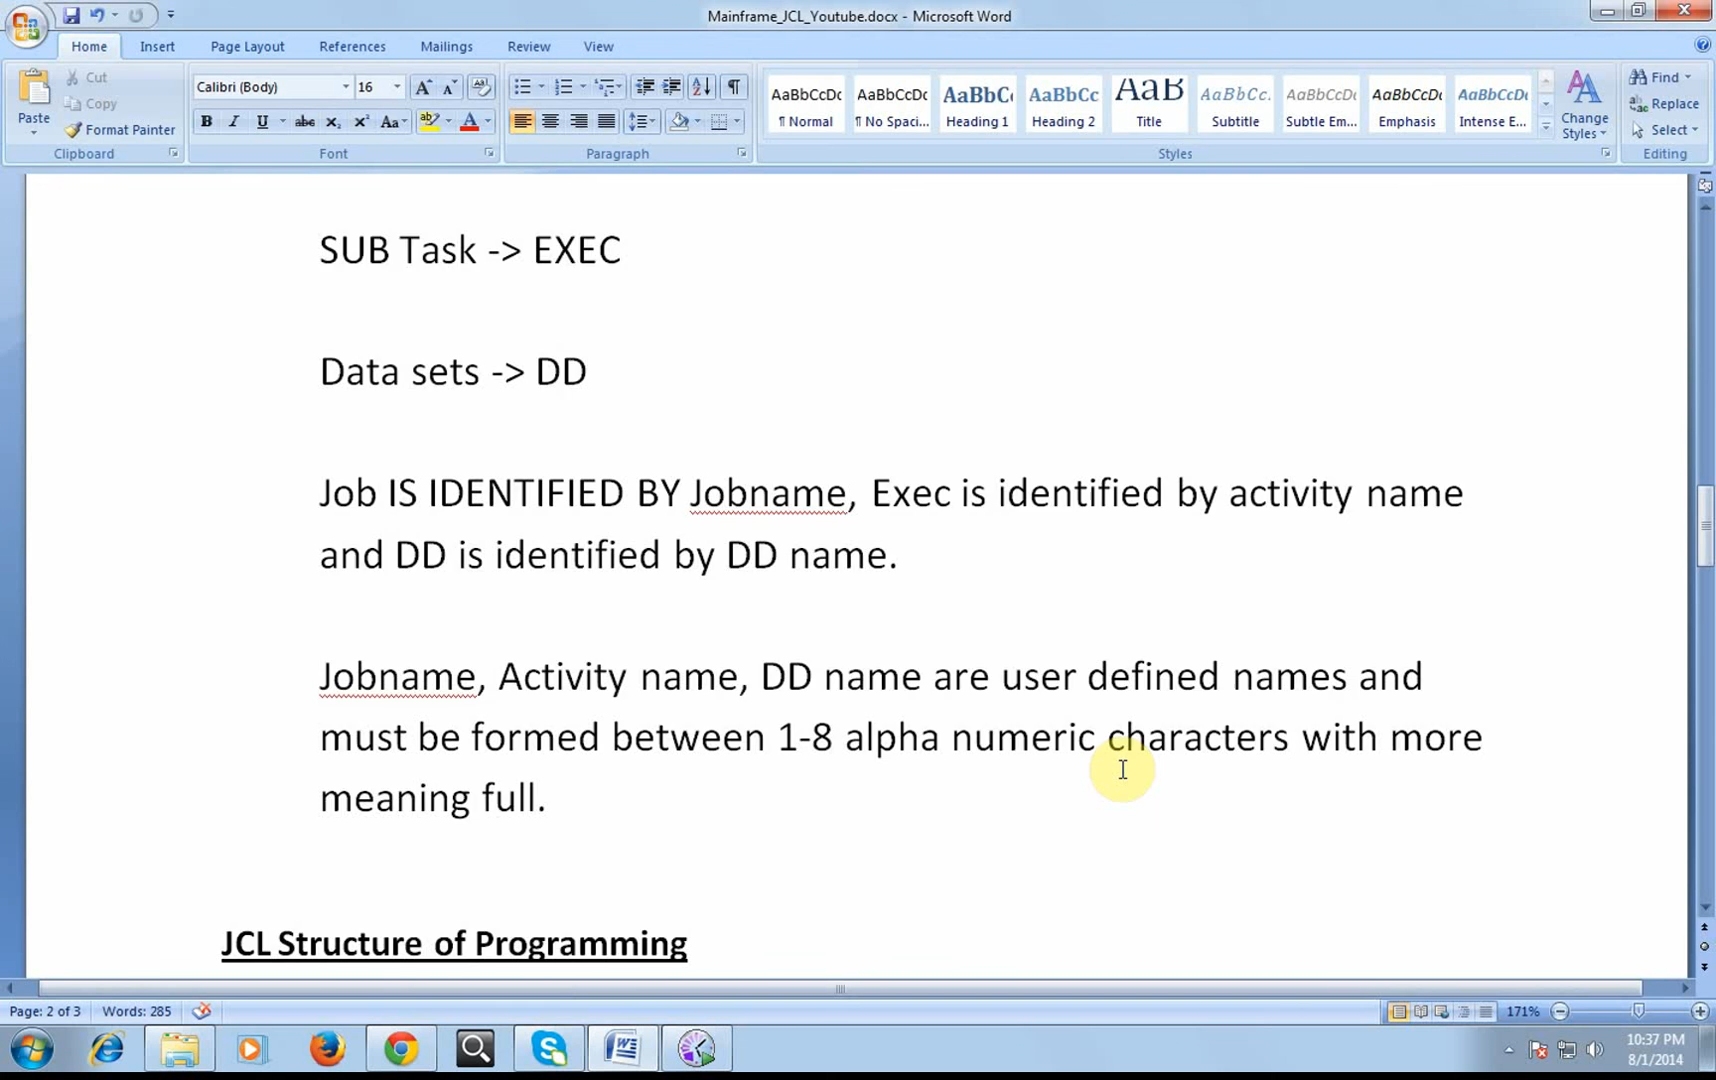 Mainframe_JCL_Youtube.docx - Microsoft Word
Home Insert Page Layout References Mailings Review View
Paste
Cut
Copy
Format Painter
Clipboard
Calibri (Body) 16
Font
Paragraph
AaBbCcDc AaBbCcDc AaBbC AaBbCc AaB AaBbCc. AaBbCcDc AaBbCcDc AaBbCcDc
¶ Normal ¶ No Spaci... Heading 1 Heading 2 Title Subtitle Subtle Em... Emphasis Intense E...
Styles
Change Styles
Find
Replace
Select
Editing
SUB Task -> EXEC
Data sets -> DD
Job IS IDENTIFIED BY Jobname, Exec is identified by activity name
and DD is identified by DD name.
Jobname, Activity name, DD name are user defined names and
must be formed between 1-8 alpha numeric characters with more
meaning full.
JCL Structure of Programming
Page: 2 of 3 Words: 285 171%
10:37 PM
8/1/2014